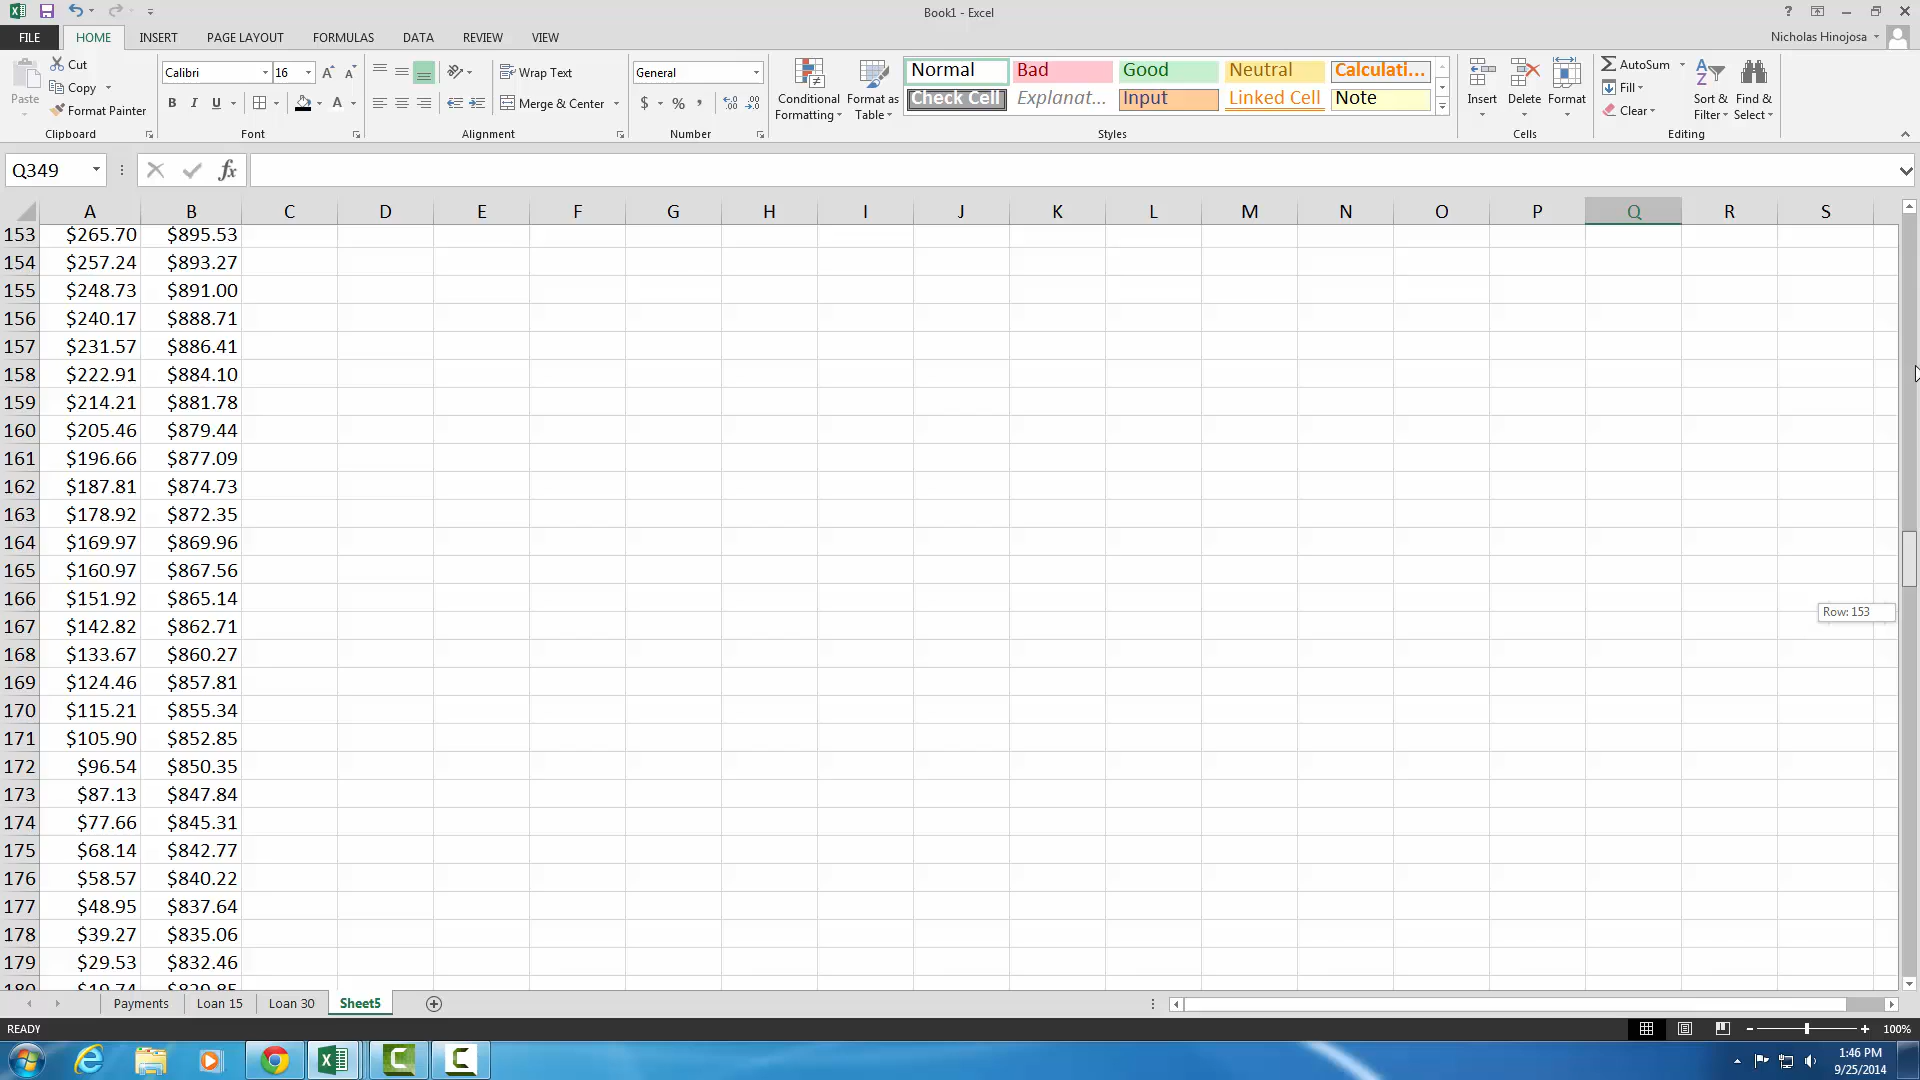 Book1 - Excel
FILE HOME INSERT PAGE LAYOUT FORMULAS DATA REVIEW VIEW
Nicholas Hinojosa
Paste
Cut
Copy
Format Painter
Clipboard
Calibri 16
B I U A
Font
Wrap Text
Merge & Center
Alignment
General
$ % ,
Number
Conditional Formatting
Format as Table
Normal Bad Good Neutral Calculati...
Check Cell Explanat... Input Linked Cell Note
Styles
Insert Delete Format
Cells
AutoSum
Fill
Clear
Sort & Filter
Find & Select
Editing
Q349
fx
A B C D E F G H I J K L M N O P Q R S
153 $265.70 $895.53
154 $257.24 $893.27
155 $248.73 $891.00
156 $240.17 $888.71
157 $231.57 $886.41
158 $222.91 $884.10
159 $214.21 $881.78
160 $205.46 $879.44
161 $196.66 $877.09
162 $187.81 $874.73
163 $178.92 $872.35
164 $169.97 $869.96
165 $160.97 $867.56
166 $151.92 $865.14
Row: 153
167 $142.82 $862.71
168 $133.67 $860.27
169 $124.46 $857.81
170 $115.21 $855.34
171 $105.90 $852.85
172 $96.54 $850.35
173 $87.13 $847.84
174 $77.66 $845.31
175 $68.14 $842.77
176 $58.57 $840.22
177 $48.95 $837.64
178 $39.27 $835.06
179 $29.53 $832.46
180 $19.74 $829.85
Payments Loan 15 Loan 30 Sheet5
READY
100%
1:46 PM
9/25/2014